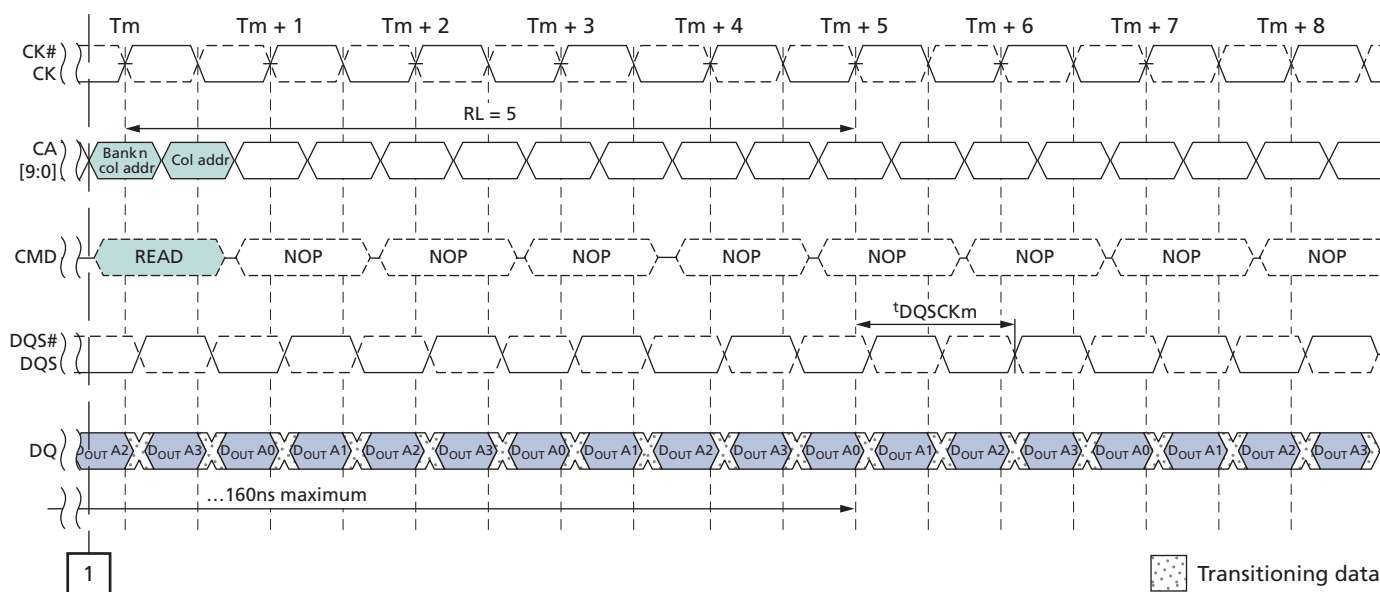 Tm Tm + 1 Tm + 2 Tm + 3 Tm + 4 Tm + 5 Tm + 6 Tm + 7 Tm + 8
CK#
CK
RL = 5
CA
[9:0]
Bank n
col addr
Col addr
CMD READ NOP NOP NOP NOP NOP NOP NOP NOP
tDQSCKm
DQS#
DQS
DQ DOUT A2 DOUT A3 DOUT A0 DOUT A1 DOUT A2 DOUT A3 DOUT A0 DOUT A1 DOUT A2 DOUT A3 DOUT A0 DOUT A1 DOUT A2 DOUT A3 DOUT A0 DOUT A1 DOUT A2 DOUT A3
…160ns maximum
1
Transitioning data